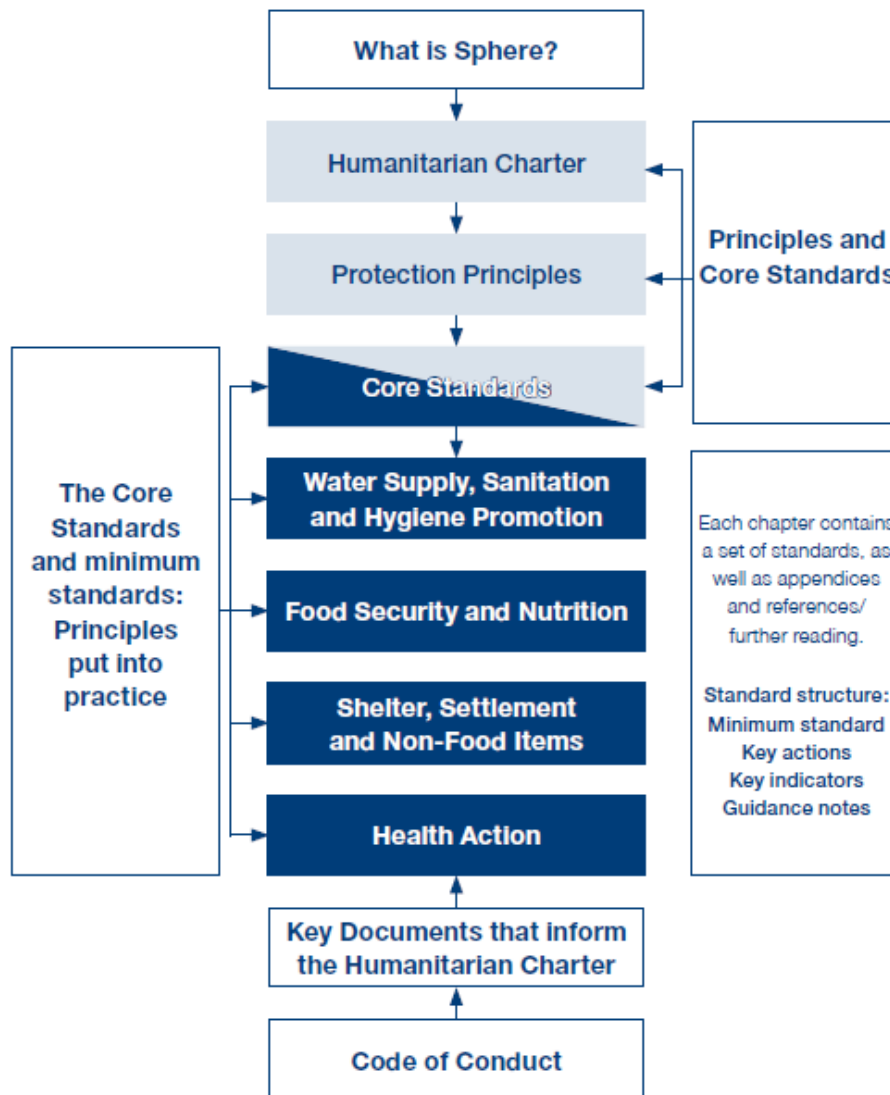 What is Sphere?
Humanitarian Charter
Protection Principles
Core Standards
Water Supply, Sanitation
and Hygiene Promotion
Food Security and Nutrition
Shelter, Settlement
and Non-Food Items
Health Action
Key Documents that inform
the Humanitarian Charter
Code of Conduct
The Core
Standards
and minimum
standards:
Principles
put into
practice
Principles and
Core Standards
Each chapter contains
a set of standards, as
well as appendices
and references/
further reading.
Standard structure:
Minimum standard
Key actions
Key indicators
Guidance notes